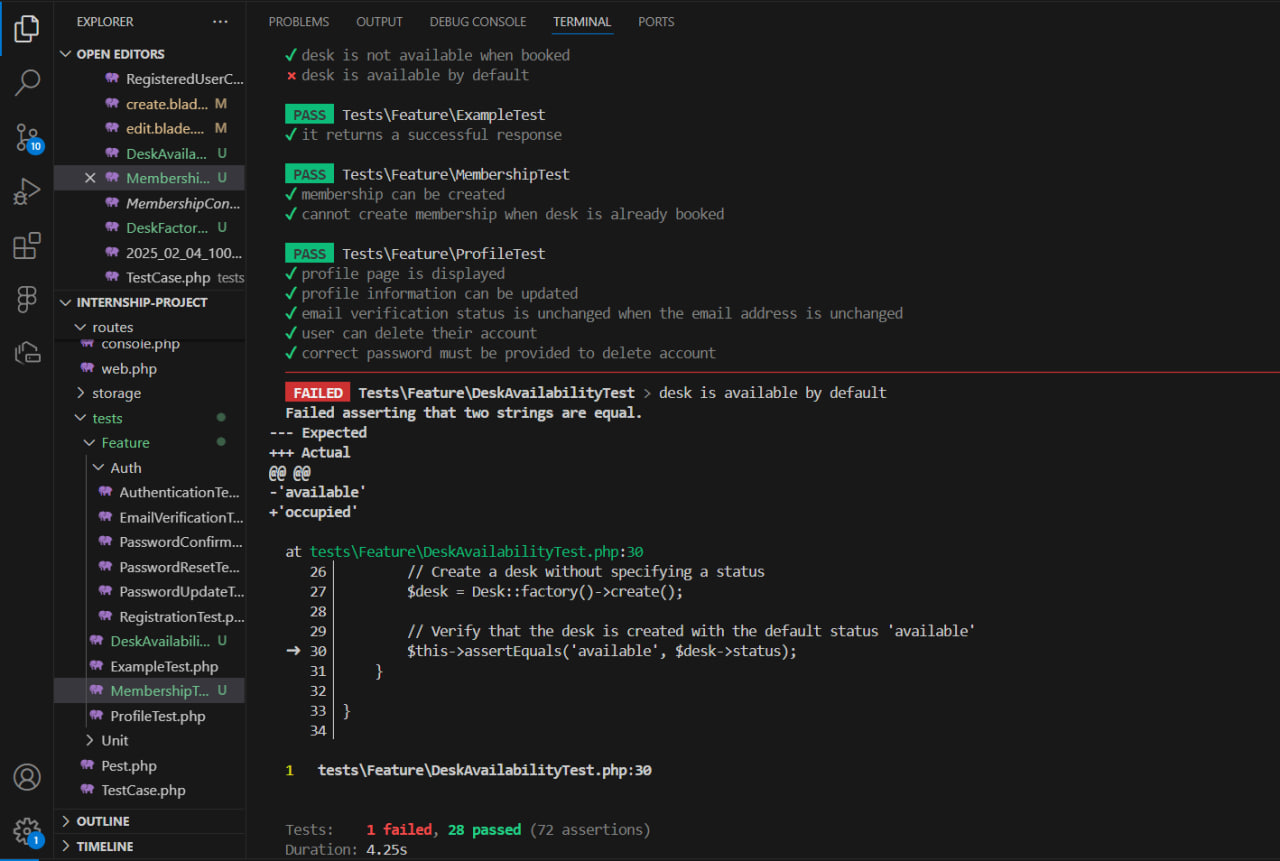 EXPLORER
OPEN EDITORS
RegisteredUserC...
create.blad... M
edit.blade.... M
DeskAvaila... U
Membershi... U
MembershipCon...
DeskFactor... U
2025_02_04_100...
TestCase.php tests
INTERNSHIP-PROJECT
routes
console.php
web.php
storage
tests
Feature
Auth
AuthenticationTe...
EmailVerificationT...
PasswordConfirm...
PasswordResetTe...
PasswordUpdateT...
RegistrationTest.p...
DeskAvailabili... U
ExampleTest.php
MembershipT... U
ProfileTest.php
Unit
Pest.php
TestCase.php
OUTLINE
TIMELINE
10
1
PROBLEMS OUTPUT DEBUG CONSOLE TERMINAL PORTS
✓ desk is not available when booked
⨯ desk is available by default
PASS Tests\Feature\ExampleTest
✓ it returns a successful response
PASS Tests\Feature\MembershipTest
✓ membership can be created
✓ cannot create membership when desk is already booked
PASS Tests\Feature\ProfileTest
✓ profile page is displayed
✓ profile information can be updated
✓ email verification status is unchanged when the email address is unchanged
✓ user can delete their account
✓ correct password must be provided to delete account
FAILED Tests\Feature\DeskAvailabilityTest > desk is available by default
Failed asserting that two strings are equal.
--- Expected
+++ Actual
@@ @@
-'available'
+'occupied'
at tests\Feature\DeskAvailabilityTest.php:30
26 // Create a desk without specifying a status
27 $desk = Desk::factory()->create();
28
29 // Verify that the desk is created with the default status 'available'
➜ 30 $this->assertEquals('available', $desk->status);
31 }
32
33 }
34
1 tests\Feature\DeskAvailabilityTest.php:30
Tests: 1 failed, 28 passed (72 assertions)
Duration: 4.25s